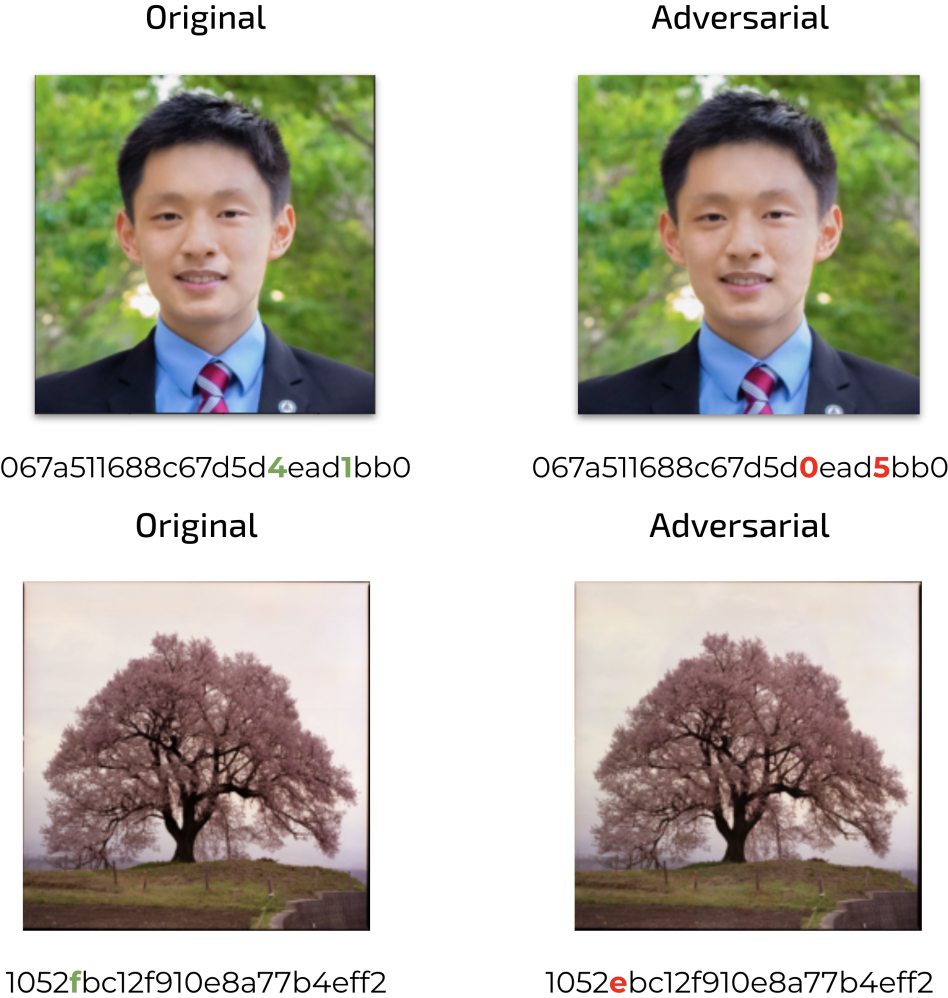 Original Adversarial
067a511688c67d5d4ead1bb0 067a511688c67d5d0ead5bb0
Original Adversarial
1052fbc12f910e8a77b4eff2 1052ebc12f910e8a77b4eff2